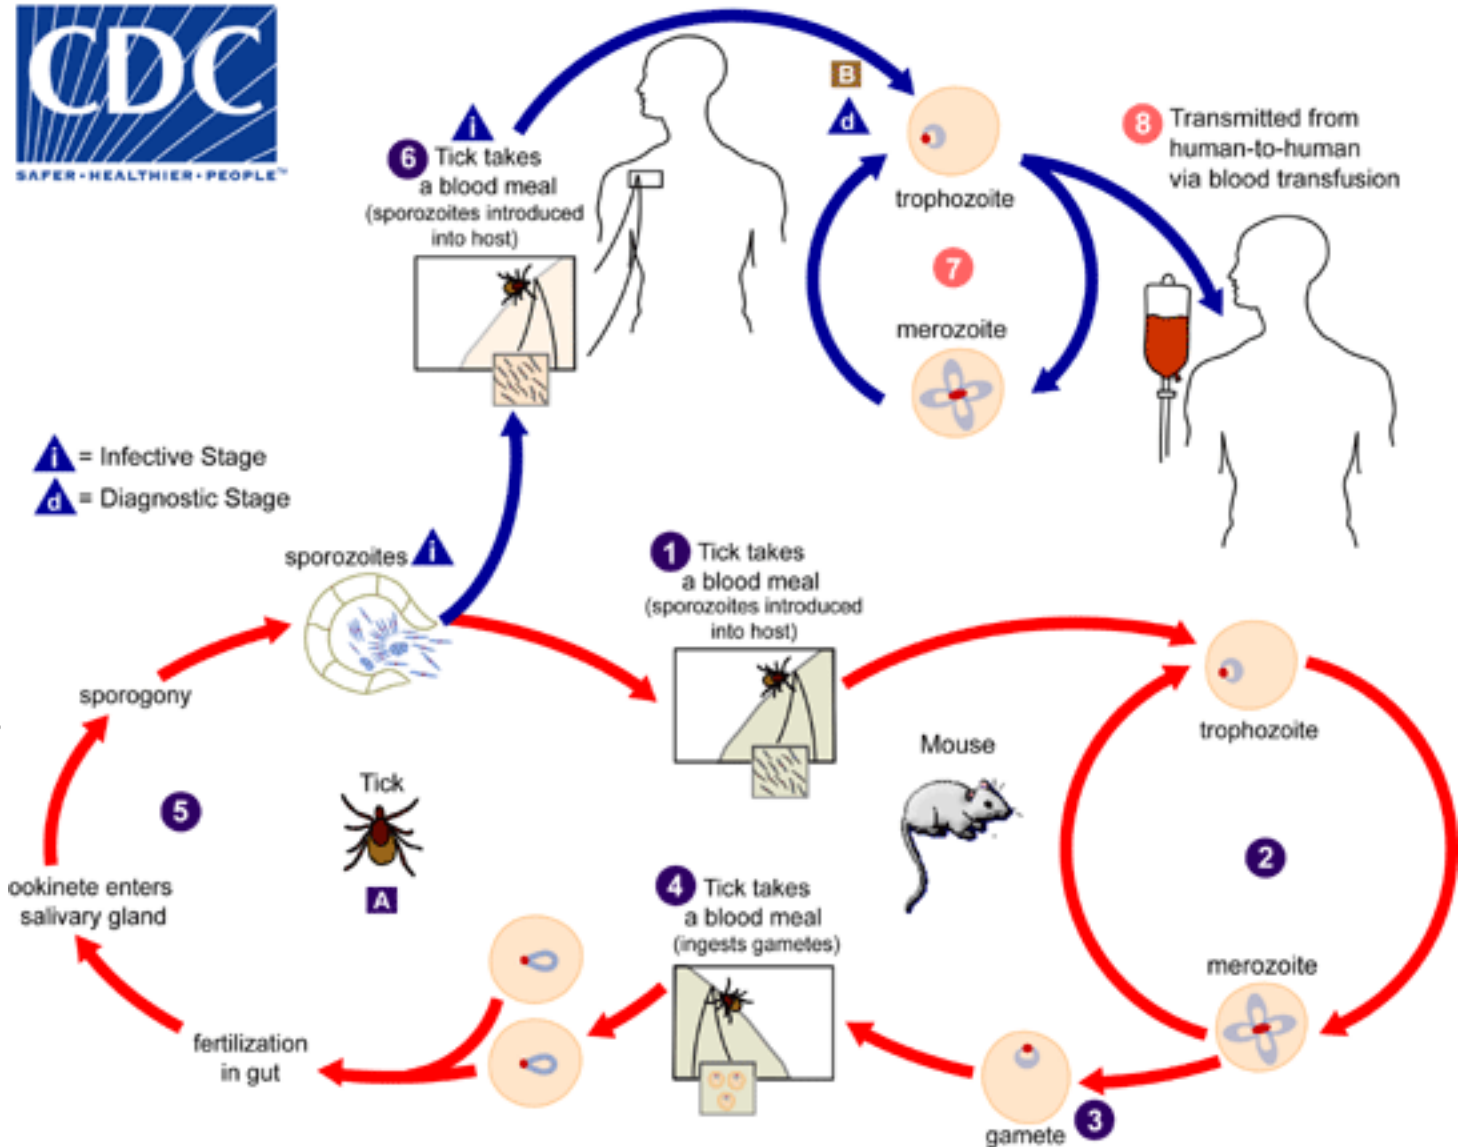 CDC
SAFER•HEALTHIER•PEOPLE™
i
6 Tick takes
a blood meal
(sporozoites introduced
into host)
B
d
trophozoite
7
merozoite
8 Transmitted from
human-to-human
via blood transfusion
i = Infective Stage
d = Diagnostic Stage
sporozoites i
1 Tick takes
a blood meal
(sporozoites introduced
into host)
trophozoite
sporogony
Mouse
Tick
5
A
2
ookinete enters
salivary gland
4 Tick takes
a blood meal
(ingests gametes)
merozoite
fertilization
in gut
3
gamete